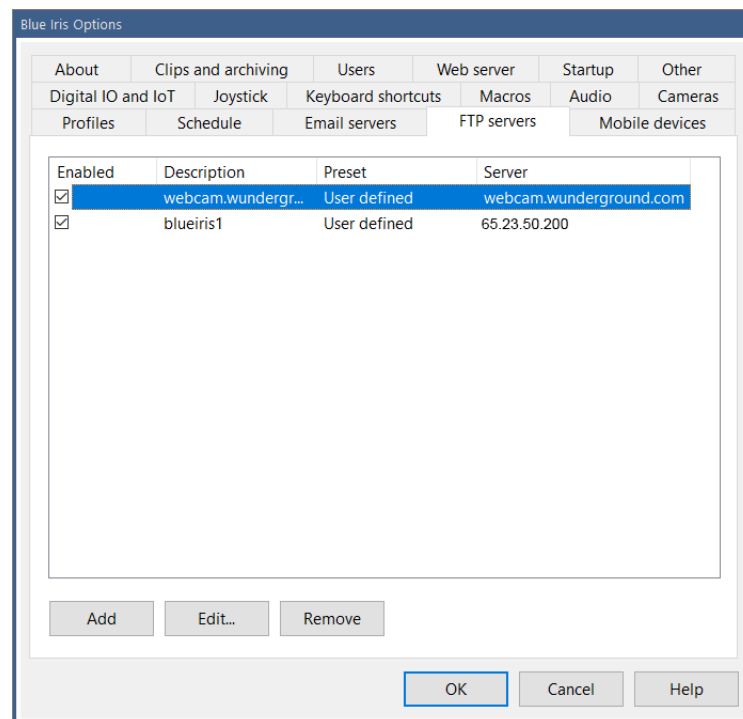 Blue Iris Options
About Clips and archiving Users Web server Startup Other
Digital IO and IoT Joystick Keyboard shortcuts Macros Audio Cameras
Profiles Schedule Email servers FTP servers Mobile devices
Enabled Description Preset Server
webcam.wundergr... User defined webcam.wunderground.com
blueiris1 User defined 65.23.50.200
Add Edit... Remove
OK Cancel Help